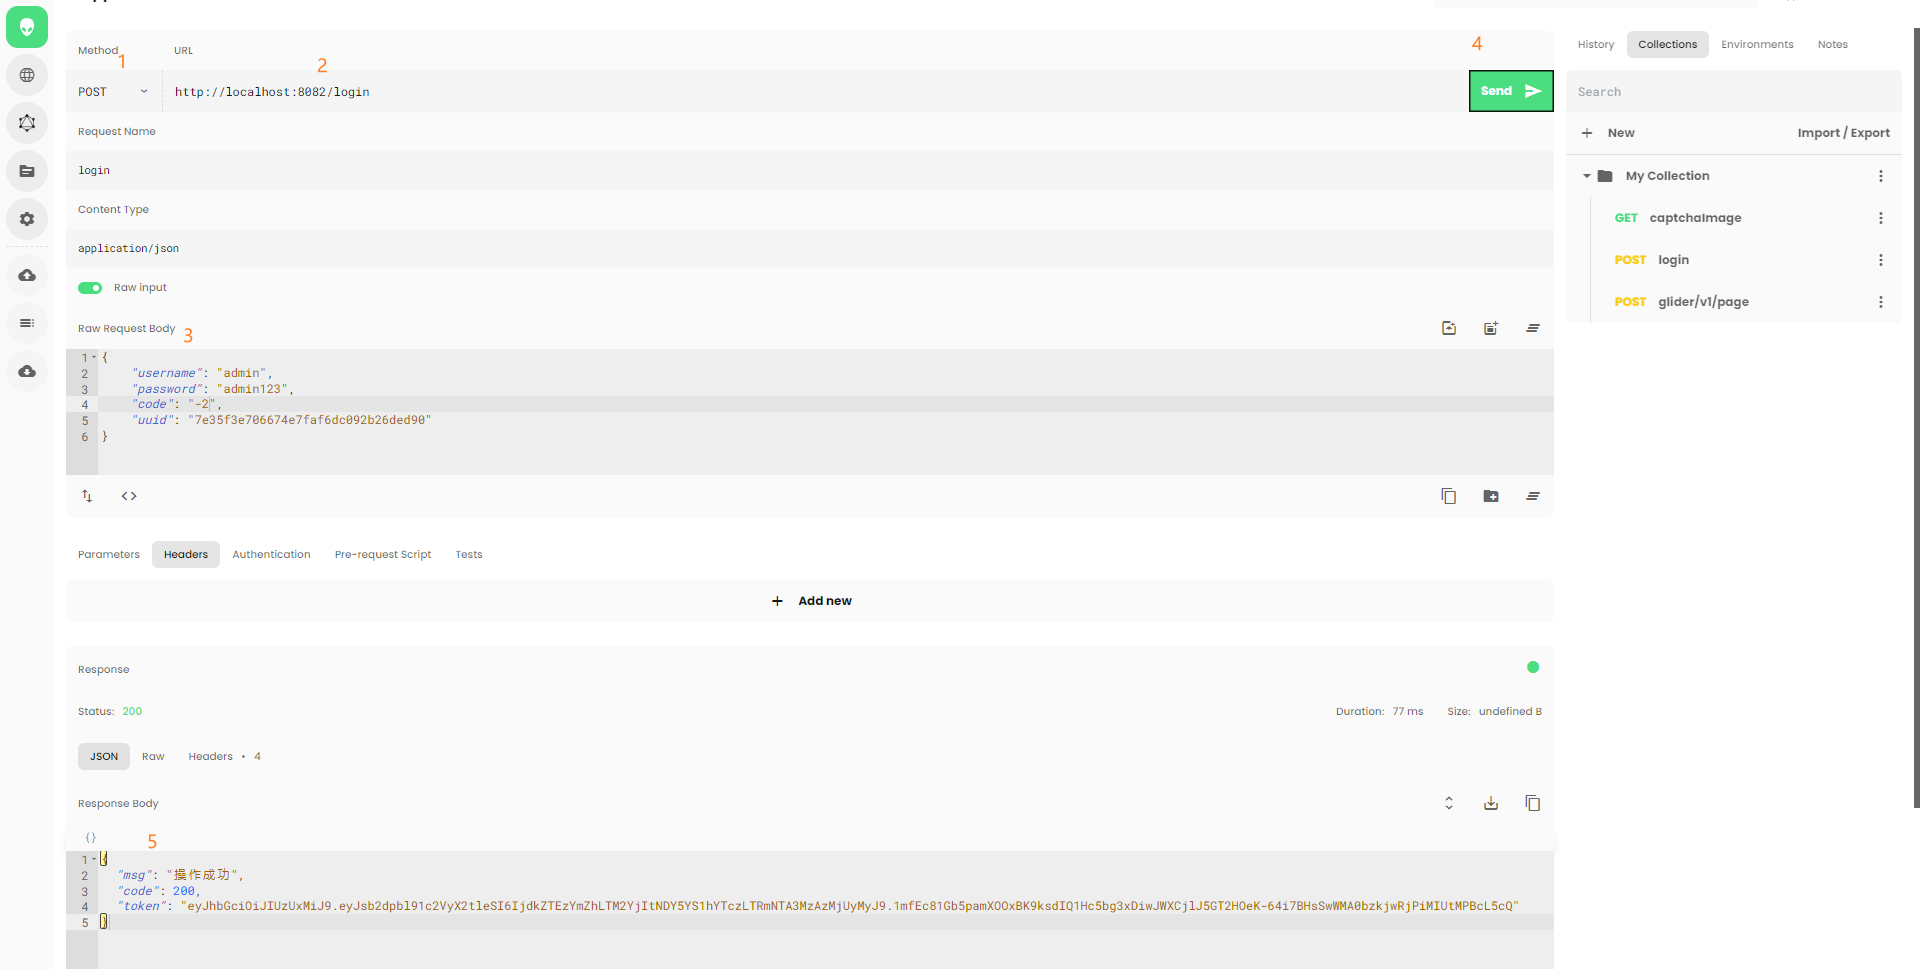 Method
URL
1
2
4
POST
http://localhost:8082/login
Send
Request Name
login
Content Type
application/json
Raw input
Raw Request Body
3
1 {
2 "username": "admin",
3 "password": "admin123",
4 "code": "-2",
5 "uuid": "7e35f3e706674e7faf6dc092b26ded90"
6 }
<>
Parameters
Headers
Authentication
Pre-request Script
Tests
+ Add new
Response
Status: 200
Duration: 77 ms
Size: undefined B
JSON
Raw
Headers • 4
Response Body
{}
5
1 {
2 "msg": "操作成功",
3 "code": 200,
4 "token": "eyJhbGciOiJIUzUxMiJ9.eyJsb2dpbl91c2VyX2tleSI6IjdkZTEzYmZhLTM2YjItNDY5YS1hYTczLTRmNTA3MzAzMjUyMyJ9.1mfEc81Gb5pamXOOxBK9ksdIQ1Hc5bg3xDiwJWXCjlJ5GT2HOeK-64i7BHsSwWMA0bzkjwRjPiMIUtMPBcL5cQ"
5 }
History
Collections
Environments
Notes
Search
+ New
Import / Export
My Collection
GET captchaImage
POST login
POST glider/v1/page